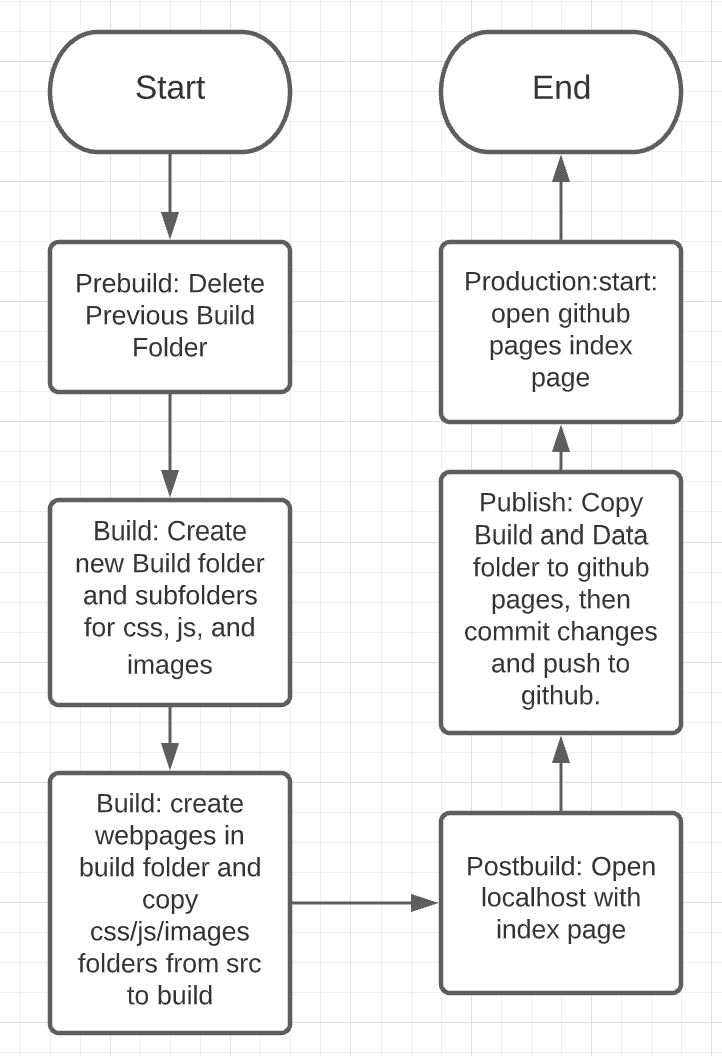 Start
Prebuild: Delete
Previous Build
Folder
Build: Create
new Build folder
and subfolders
for css, js, and
images
Build: create
webpages in
build folder and
copy
css/js/images
folders from src
to build
Postbuild: Open
localhost with
index page
Publish: Copy
Build and Data
folder to github
pages, then
commit changes
and push to
github.
Production:start:
open github
pages index
page
End